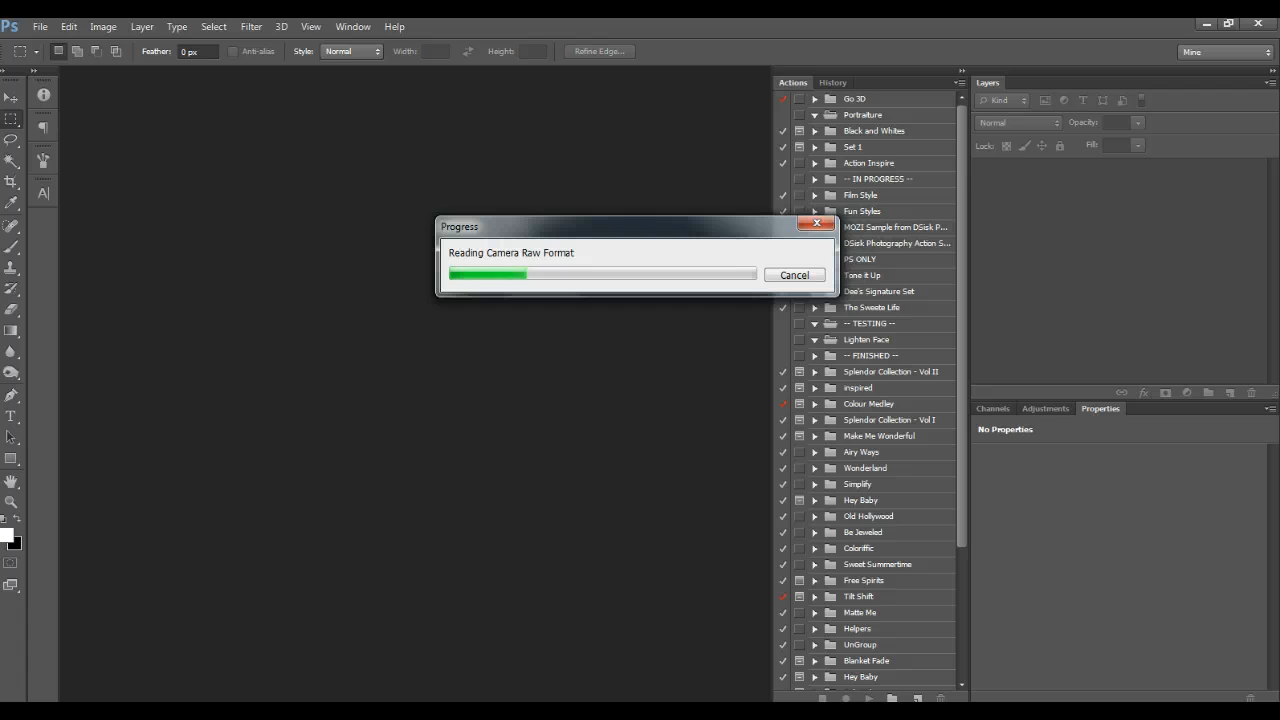 Ps File Edit Image Layer Type Select Filter 3D View Window Help
Feather: 0 px Anti-alias Style: Normal Width: Height: Refine Edge... Mine
Progress
Reading Camera Raw Format
Cancel
Actions History
Go 3D
Portraiture
Black and Whites
Set 1
Action Inspire
-- IN PROGRESS --
Film Style
Fun Styles
MOZI Sample from DSisk P...
DSisk Photography Action S...
PS ONLY
Tone it Up
Dee's Signature Set
The Sweete Life
-- TESTING --
Lighten Face
-- FINISHED --
Splendor Collection - Vol II
inspired
Colour Medley
Splendor Collection - Vol I
Make Me Wonderful
Airy Ways
Wonderland
Simplify
Hey Baby
Old Hollywood
Be Jeweled
Coloriffic
Sweet Summertime
Free Spirits
Tilt Shift
Matte Me
Helpers
UnGroup
Blanket Fade
Hey Baby
Layers
Kind
Normal Opacity:
Lock: Fill:
Channels Adjustments Properties
No Properties